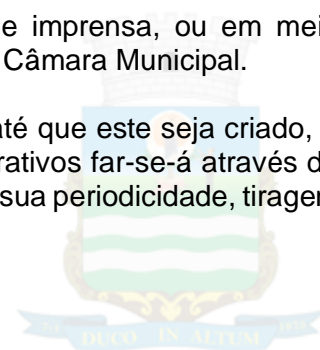 e imprensa, ou em mei
Câmara Municipal.
até que este seja criado,
rativos far-se-á através d
sua periodicidade, tirager
DUCO IN ALTUM